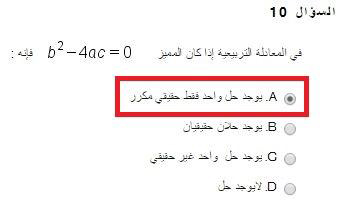 السؤال 10
في المعادلة التربيعية إذا كان المميز b²−4ac=0 فإنه :
A. يوجد حل واحد فقط حقيقي مكرر
B. يوجد حلان حقيقيان
C. يوجد حل واحد غير حقيقي
D. لايوجد حل